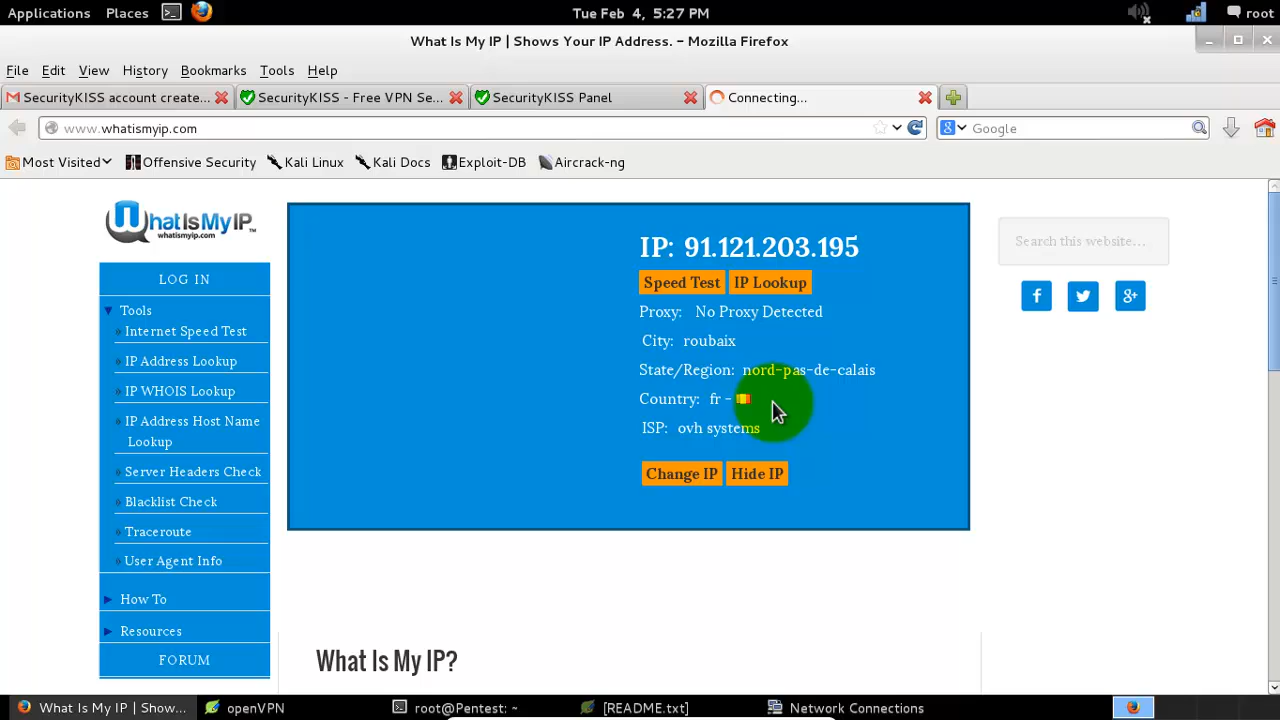 Applications Places Tue Feb 4, 5:27 PM root
What Is My IP | Shows Your IP Address. - Mozilla Firefox
File Edit View History Bookmarks Tools Help
SecurityKISS account create... SecurityKISS - Free VPN Se... SecurityKISS Panel Connecting...
www.whatismyip.com Google
Most Visited Offensive Security Kali Linux Kali Docs Exploit-DB Aircrack-ng
WhatIsMyIP™
whatismyip.com
LOG IN
Tools
» Internet Speed Test
» IP Address Lookup
» IP WHOIS Lookup
» IP Address Host Name
Lookup
» Server Headers Check
» Blacklist Check
» Traceroute
» User Agent Info
How To
Resources
FORUM
IP: 91.121.203.195
Speed Test IP Lookup
Proxy: No Proxy Detected
City: roubaix
State/Region: nord-pas-de-calais
Country: fr -
ISP: ovh systems
Change IP Hide IP
Search this website...
What Is My IP?
What Is My IP | Show... openVPN root@Pentest: ~ [README.txt] Network Connections